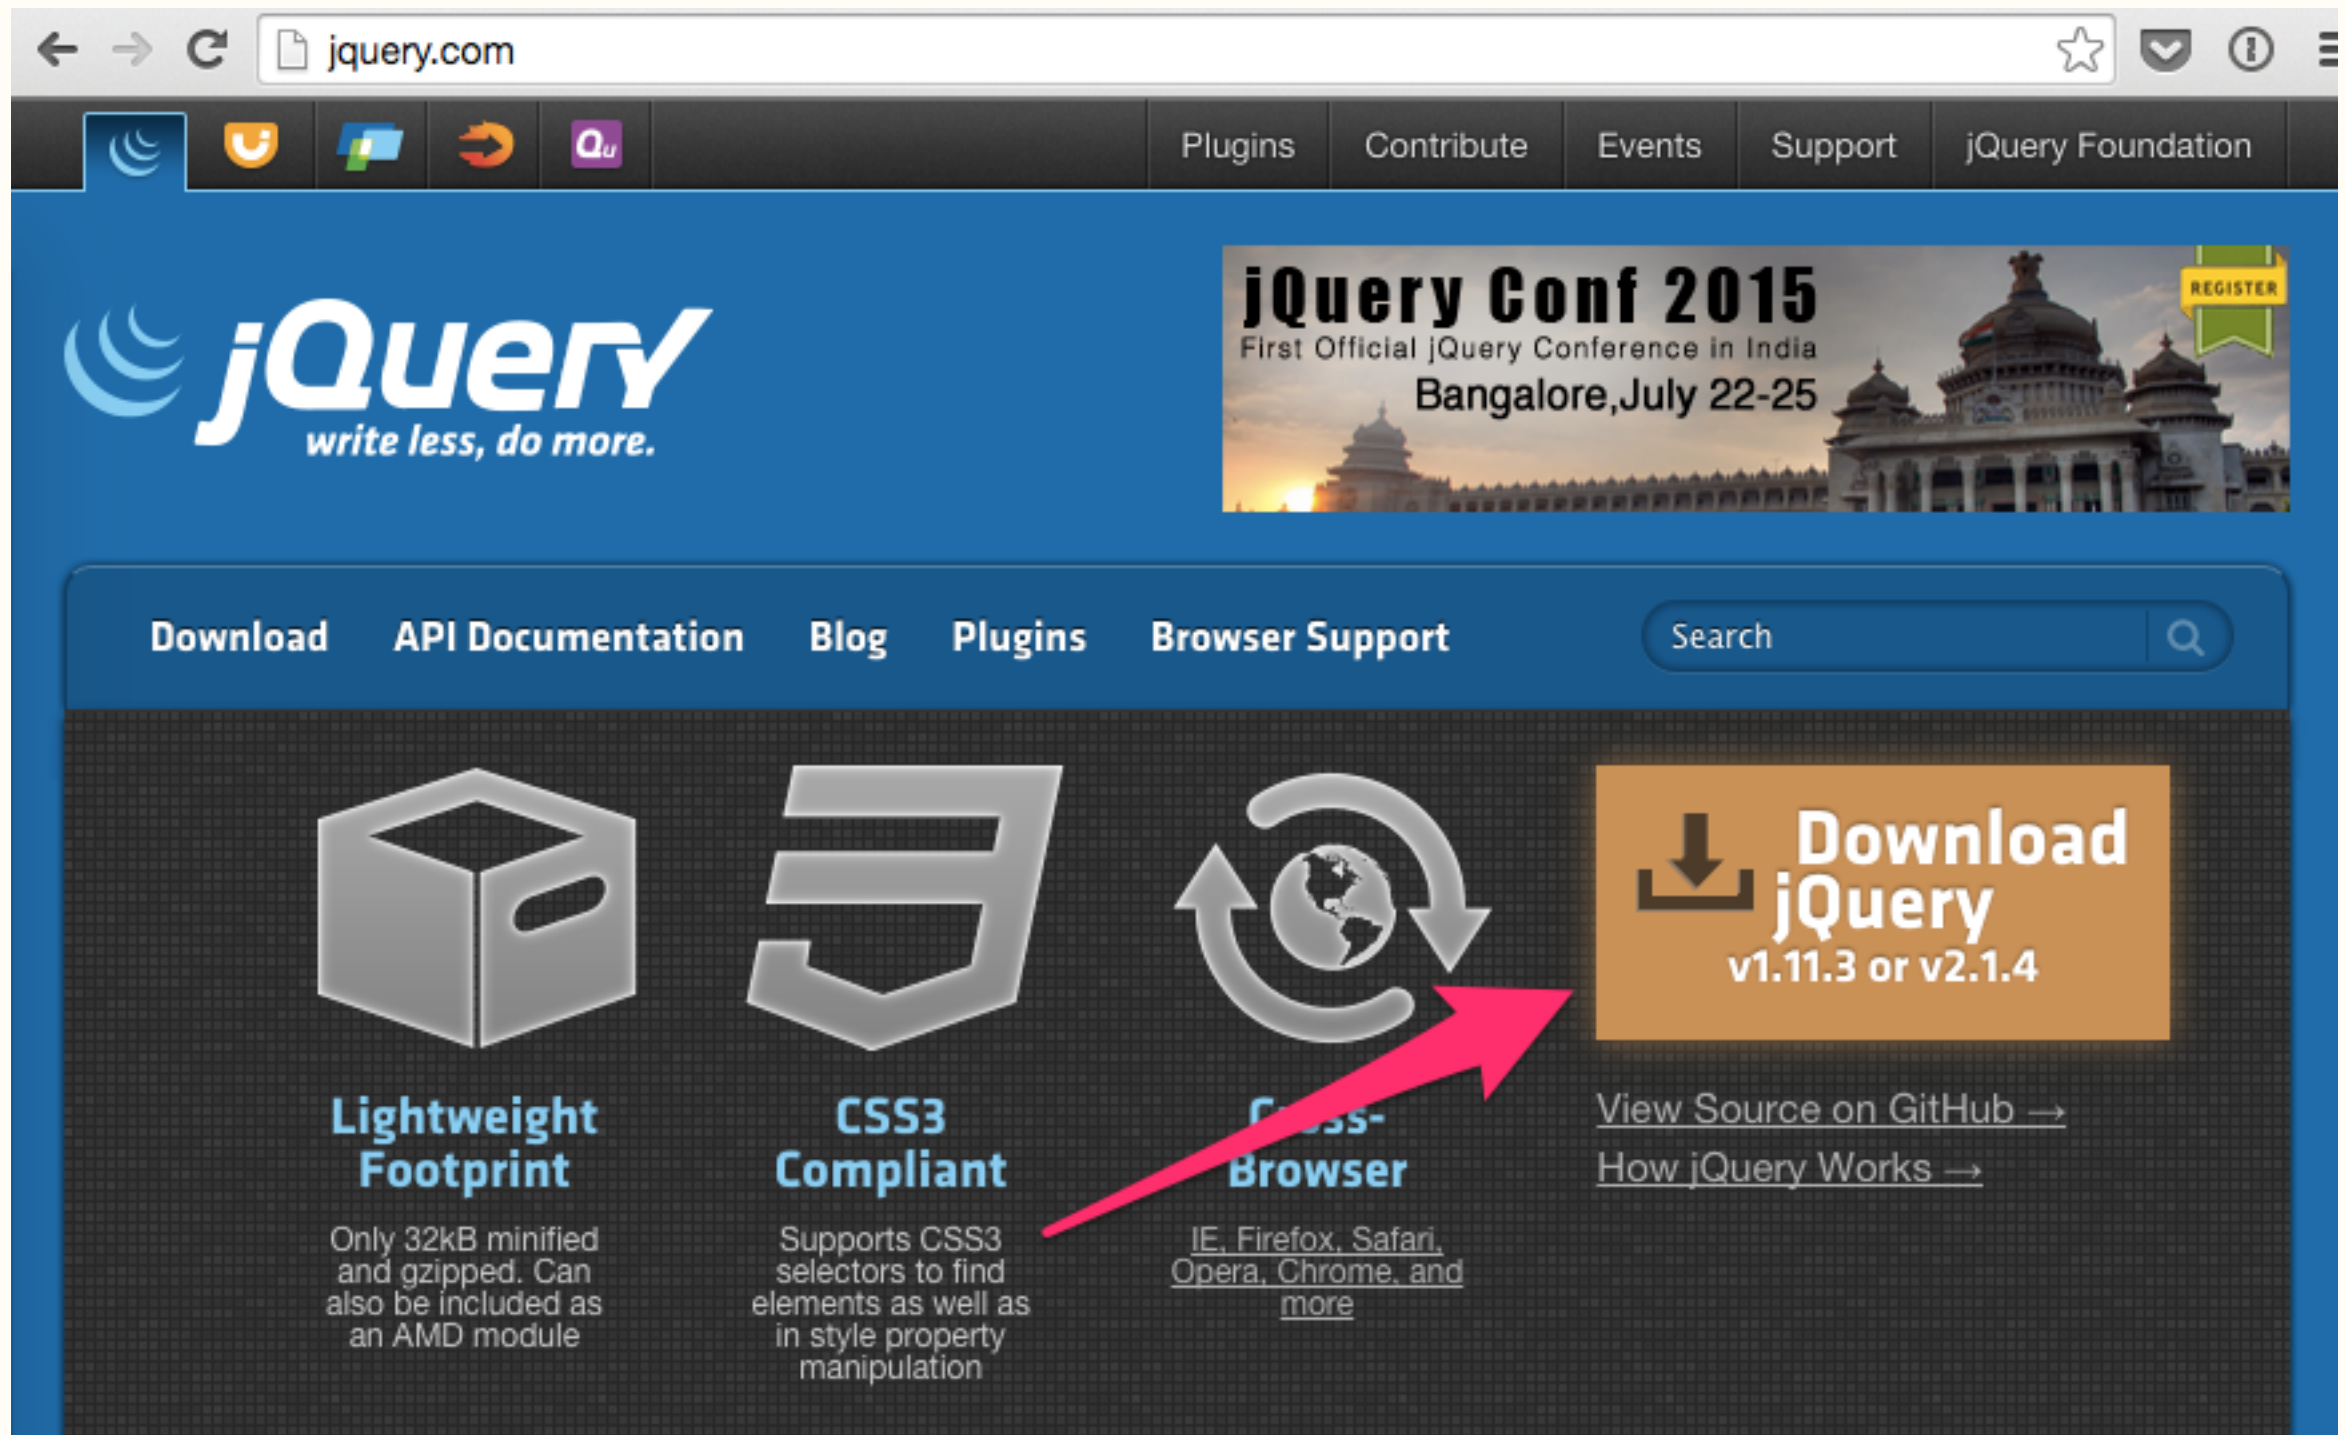 jquery.com
Qu
Plugins Contribute Events Support jQuery Foundation
jQuery
write less, do more.
jQuery Conf 2015
First Official jQuery Conference in India
Bangalore,July 22-25
REGISTER
Download API Documentation Blog Plugins Browser Support Search
Download
jQuery
v1.11.3 or v2.1.4
View Source on GitHub →
How jQuery Works →
Lightweight
Footprint
Only 32kB minified
and gzipped. Can
also be included as
an AMD module
CSS3
Compliant
Supports CSS3
selectors to find
elements as well as
in style property
manipulation
Browser
IE, Firefox, Safari,
Opera, Chrome, and
more